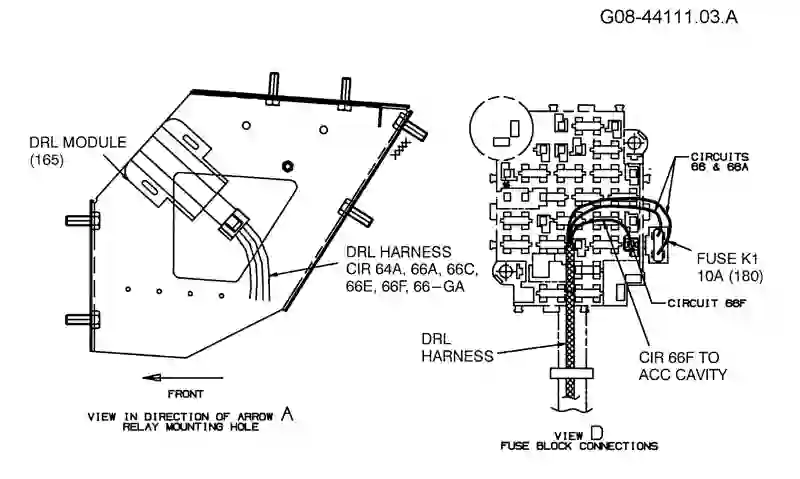 G08-44111.03.A
DRL MODULE
(165)
CIRCUITS
66 & 66A
DRL HARNESS
CIR 64A, 66A, 66C,
66E, 66F, 66-GA
FUSE K1
10A (180)
CIRCUIT 66F
DRL
HARNESS
CIR 66F TO
ACC CAVITY
FRONT
VIEW IN DIRECTION OF ARROW A
RELAY MOUNTING HOLE
VIEW D
FUSE BLOCK CONNECTIONS